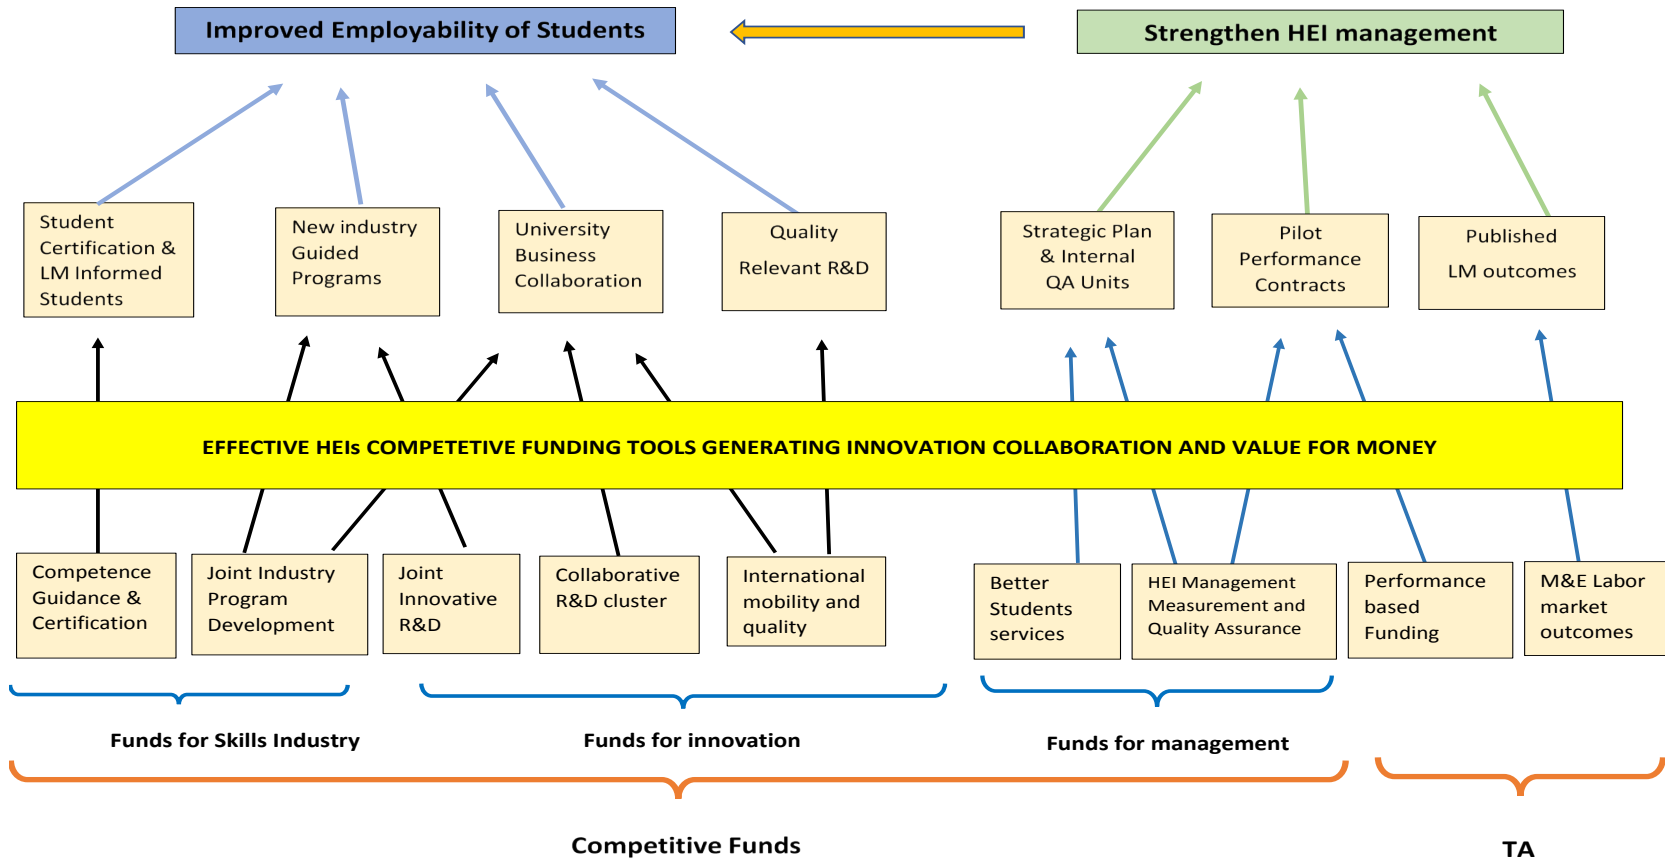 Improved Employability of Students
Strengthen HEI management
Student
Certification &
LM Informed
Students
New industry
Guided
Programs
University
Business
Collaboration
Quality
Relevant R&D
Strategic Plan
& Internal
QA Units
Pilot
Performance
Contracts
Published
LM outcomes
EFFECTIVE HEIs COMPETETIVE FUNDING TOOLS GENERATING INNOVATION COLLABORATION AND VALUE FOR MONEY
Competence
Guidance &
Certification
Joint Industry
Program
Development
Joint
Innovative
R&D
Collaborative
R&D cluster
International
mobility and
quality
Better
Students
services
HEI Management
Measurement and
Quality Assurance
Performance
based
Funding
M&E Labor
market
outcomes
Funds for Skills Industry
Funds for innovation
Funds for management
Competitive Funds
TA